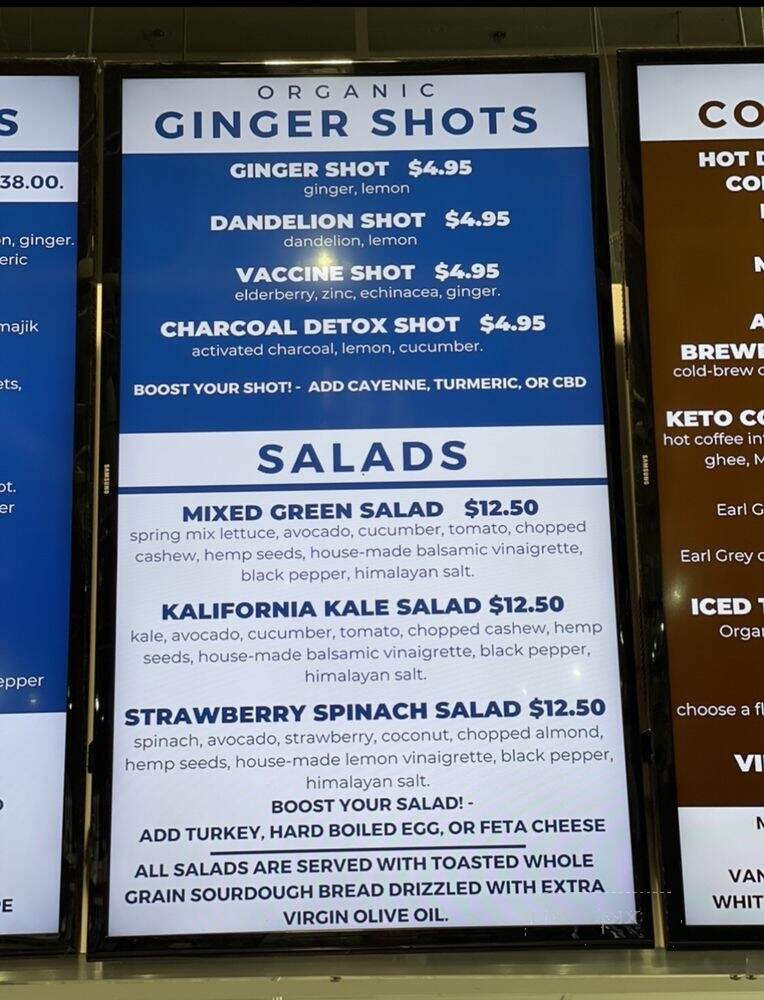 S
38.00.
n, ginger.
eric
majik
ets,
ot.
er
epper
E
ORGANIC
GINGER SHOTS
GINGER SHOT $4.95
ginger, lemon
DANDELION SHOT $4.95
dandelion, lemon
VACCINE SHOT $4.95
elderberry, zinc, echinacea, ginger.
CHARCOAL DETOX SHOT $4.95
activated charcoal, lemon, cucumber.
BOOST YOUR SHOT! - ADD CAYENNE, TURMERIC, OR CBD
SALADS
MIXED GREEN SALAD $12.50
spring mix lettuce, avocado, cucumber, tomato, chopped
cashew, hemp seeds, house-made balsamic vinaigrette,
black pepper, himalayan salt.
KALIFORNIA KALE SALAD $12.50
kale, avocado, cucumber, tomato, chopped cashew, hemp
seeds, house-made balsamic vinaigrette, black pepper,
himalayan salt.
STRAWBERRY SPINACH SALAD $12.50
spinach, avocado, strawberry, coconut, chopped almond,
hemp seeds, house-made lemon vinaigrette, black pepper,
himalayan salt.
BOOST YOUR SALAD! -
ADD TURKEY, HARD BOILED EGG, OR FETA CHEESE
ALL SALADS ARE SERVED WITH TOASTED WHOLE
GRAIN SOURDOUGH BREAD DRIZZLED WITH EXTRA
VIRGIN OLIVE OIL.
SAMSUNG
SAMSUNG
CO
HOT
CO
A
BREWE
cold-brew
KETO CO
hot coffee in
ghee, M
Earl G
Earl Grey
ICED T
Orga
choose a fl
VI
VAN
WHIT